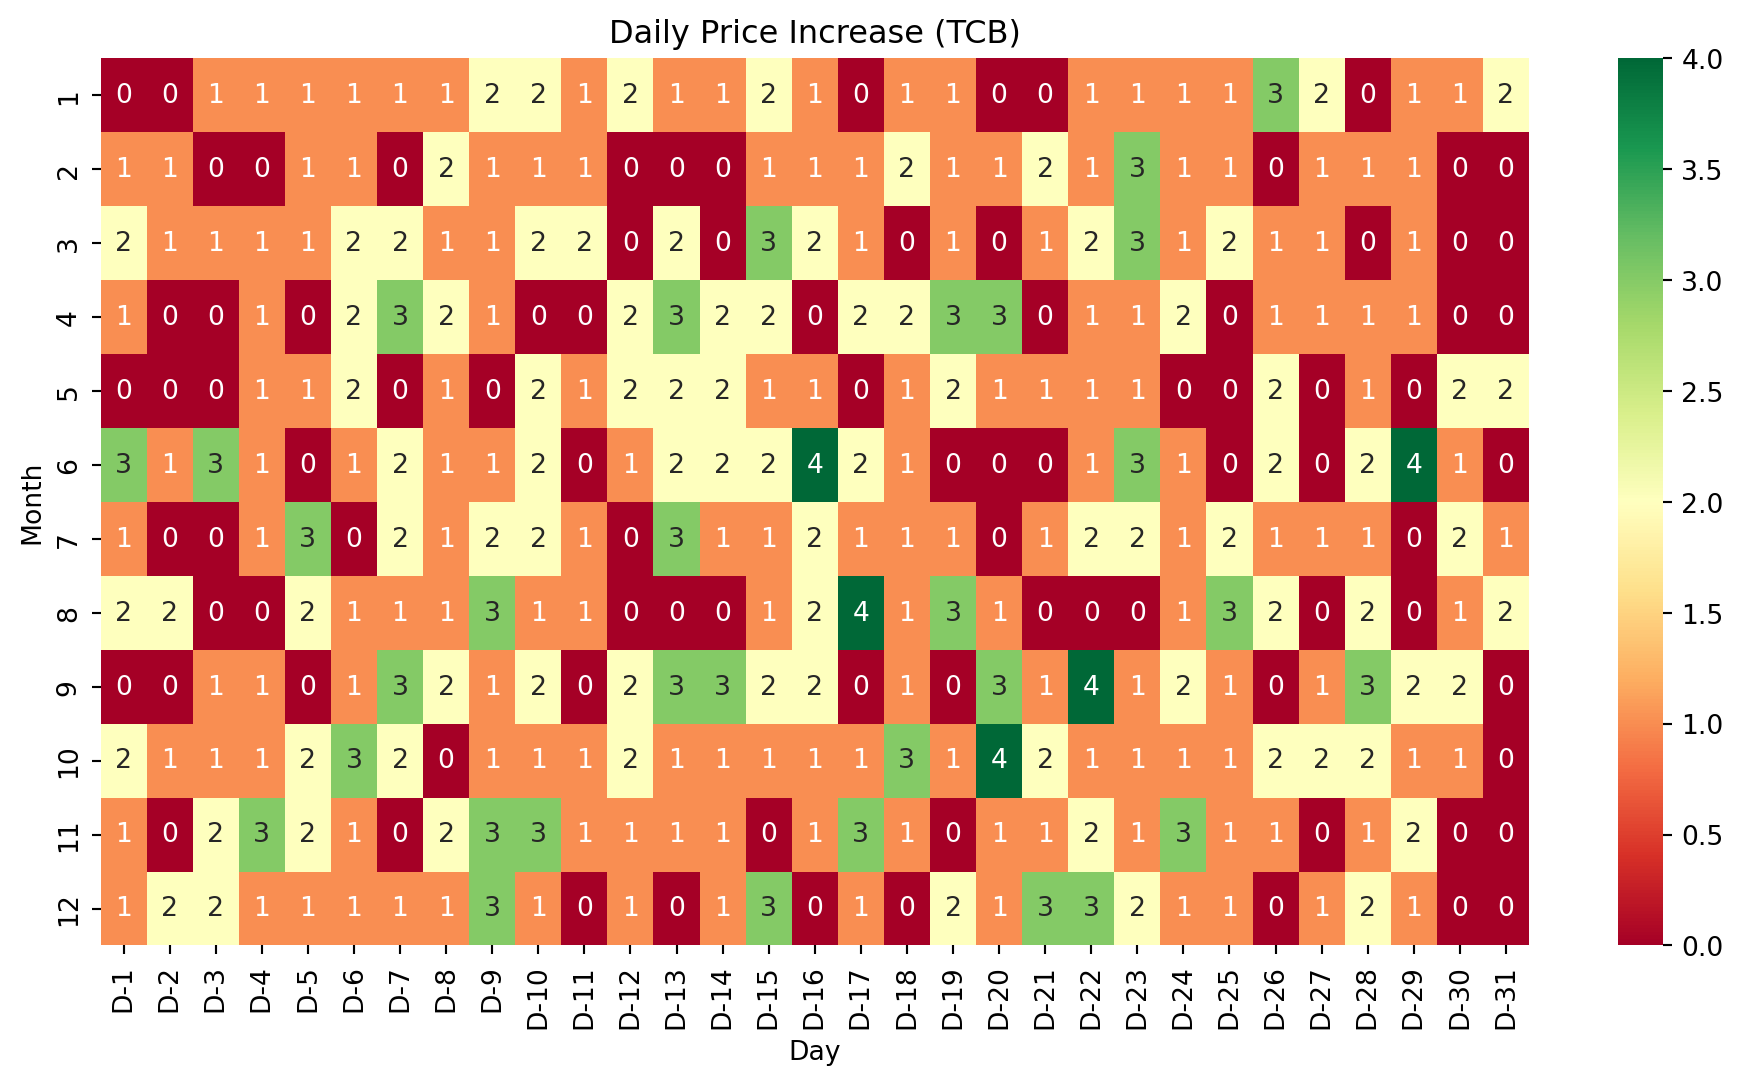 Daily Price Increase (TCB)
1 0 0 1 1 1 1 1 1 2 2 1 2 1 1 2 1 0 1 1 0 0 1 1 1 1 3 2 0 1 1 2
2 1 1 0 0 1 1 0 2 1 1 1 0 0 0 1 1 1 2 1 1 2 1 3 1 1 0 1 1 1 0 0
3 2 1 1 1 1 2 2 1 1 2 2 0 2 0 3 2 1 0 1 0 1 2 3 1 2 1 1 0 1 0 0
4 1 0 0 1 0 2 3 2 1 0 0 2 3 2 2 0 2 2 3 3 0 1 1 2 0 1 1 1 1 0 0
5 0 0 0 1 1 2 0 1 0 2 1 2 2 2 1 1 0 1 2 1 1 1 1 0 0 2 0 1 0 2 2
6 3 1 3 1 0 1 2 1 1 2 0 1 2 2 2 4 2 1 0 0 0 1 3 1 0 2 0 2 4 1 0
7 1 0 0 1 3 0 2 1 2 2 1 0 3 1 1 2 1 1 1 0 1 2 2 1 2 1 1 1 0 2 1
8 2 2 0 0 2 1 1 1 3 1 1 0 0 0 1 2 4 1 3 1 0 0 0 1 3 2 0 2 0 1 2
9 0 0 1 1 0 1 3 2 1 2 0 2 3 3 2 2 0 1 0 3 1 4 1 2 1 0 1 3 2 2 0
10 2 1 1 1 2 3 2 0 1 1 1 2 1 1 1 1 1 3 1 4 2 1 1 1 1 2 2 2 1 1 0
11 1 0 2 3 2 1 0 2 3 3 1 1 1 1 0 1 3 1 0 1 1 2 1 3 1 1 0 1 2 0 0
12 1 2 2 1 1 1 1 1 3 1 0 1 0 1 3 0 1 0 2 1 3 3 2 1 1 0 1 2 1 0 0
Month
D-1 D-2 D-3 D-4 D-5 D-6 D-7 D-8 D-9 D-10 D-11 D-12 D-13 D-14 D-15 D-16 D-17 D-18 D-19 D-20 D-21 D-22 D-23 D-24 D-25 D-26 D-27 D-28 D-29 D-30 D-31
Day
4.0
3.5
3.0
2.5
2.0
1.5
1.0
0.5
0.0